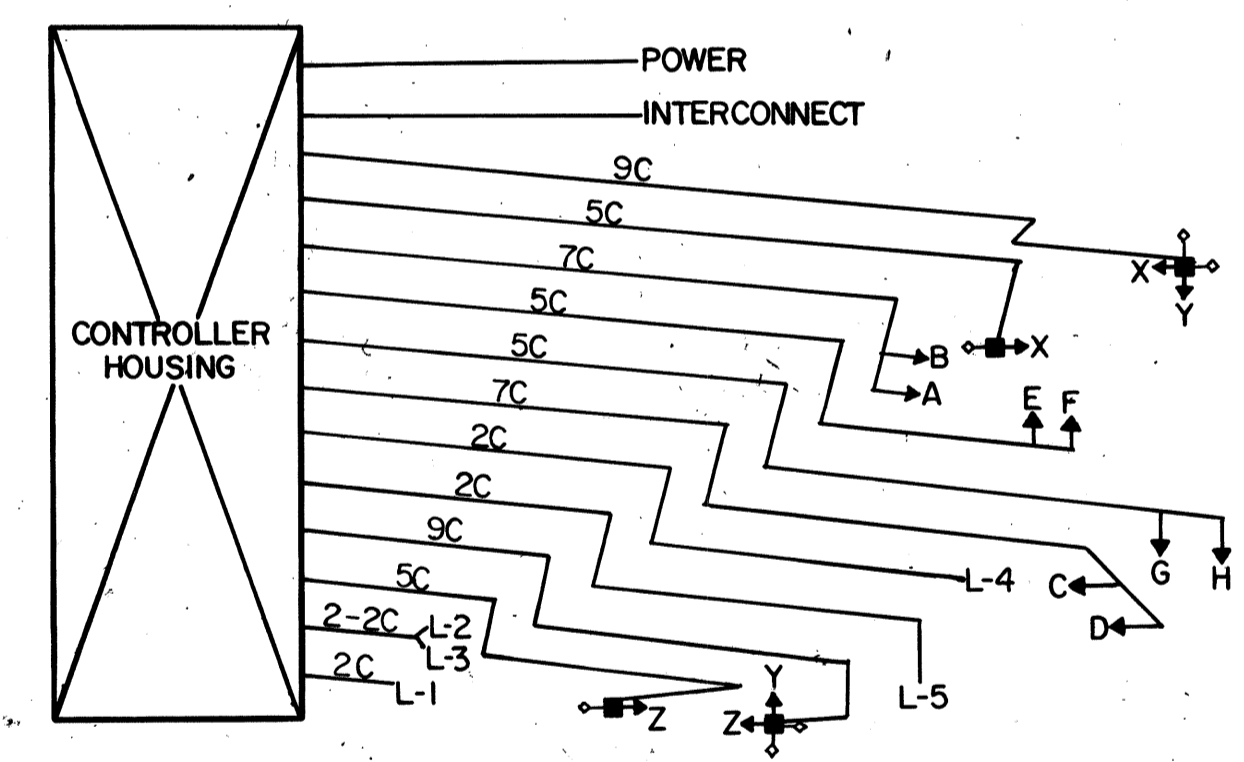 POWER
INTERCONNECT
9C
5C
7C
5C
5C
7C
2C
2C
9C
5C
2-2C
L-2
L-3
2C
L-1
CONTROLLER
HOUSING
X
Y
X
B
A
E
F
G
H
C
D
L-4
L-5
Z
Y
Z